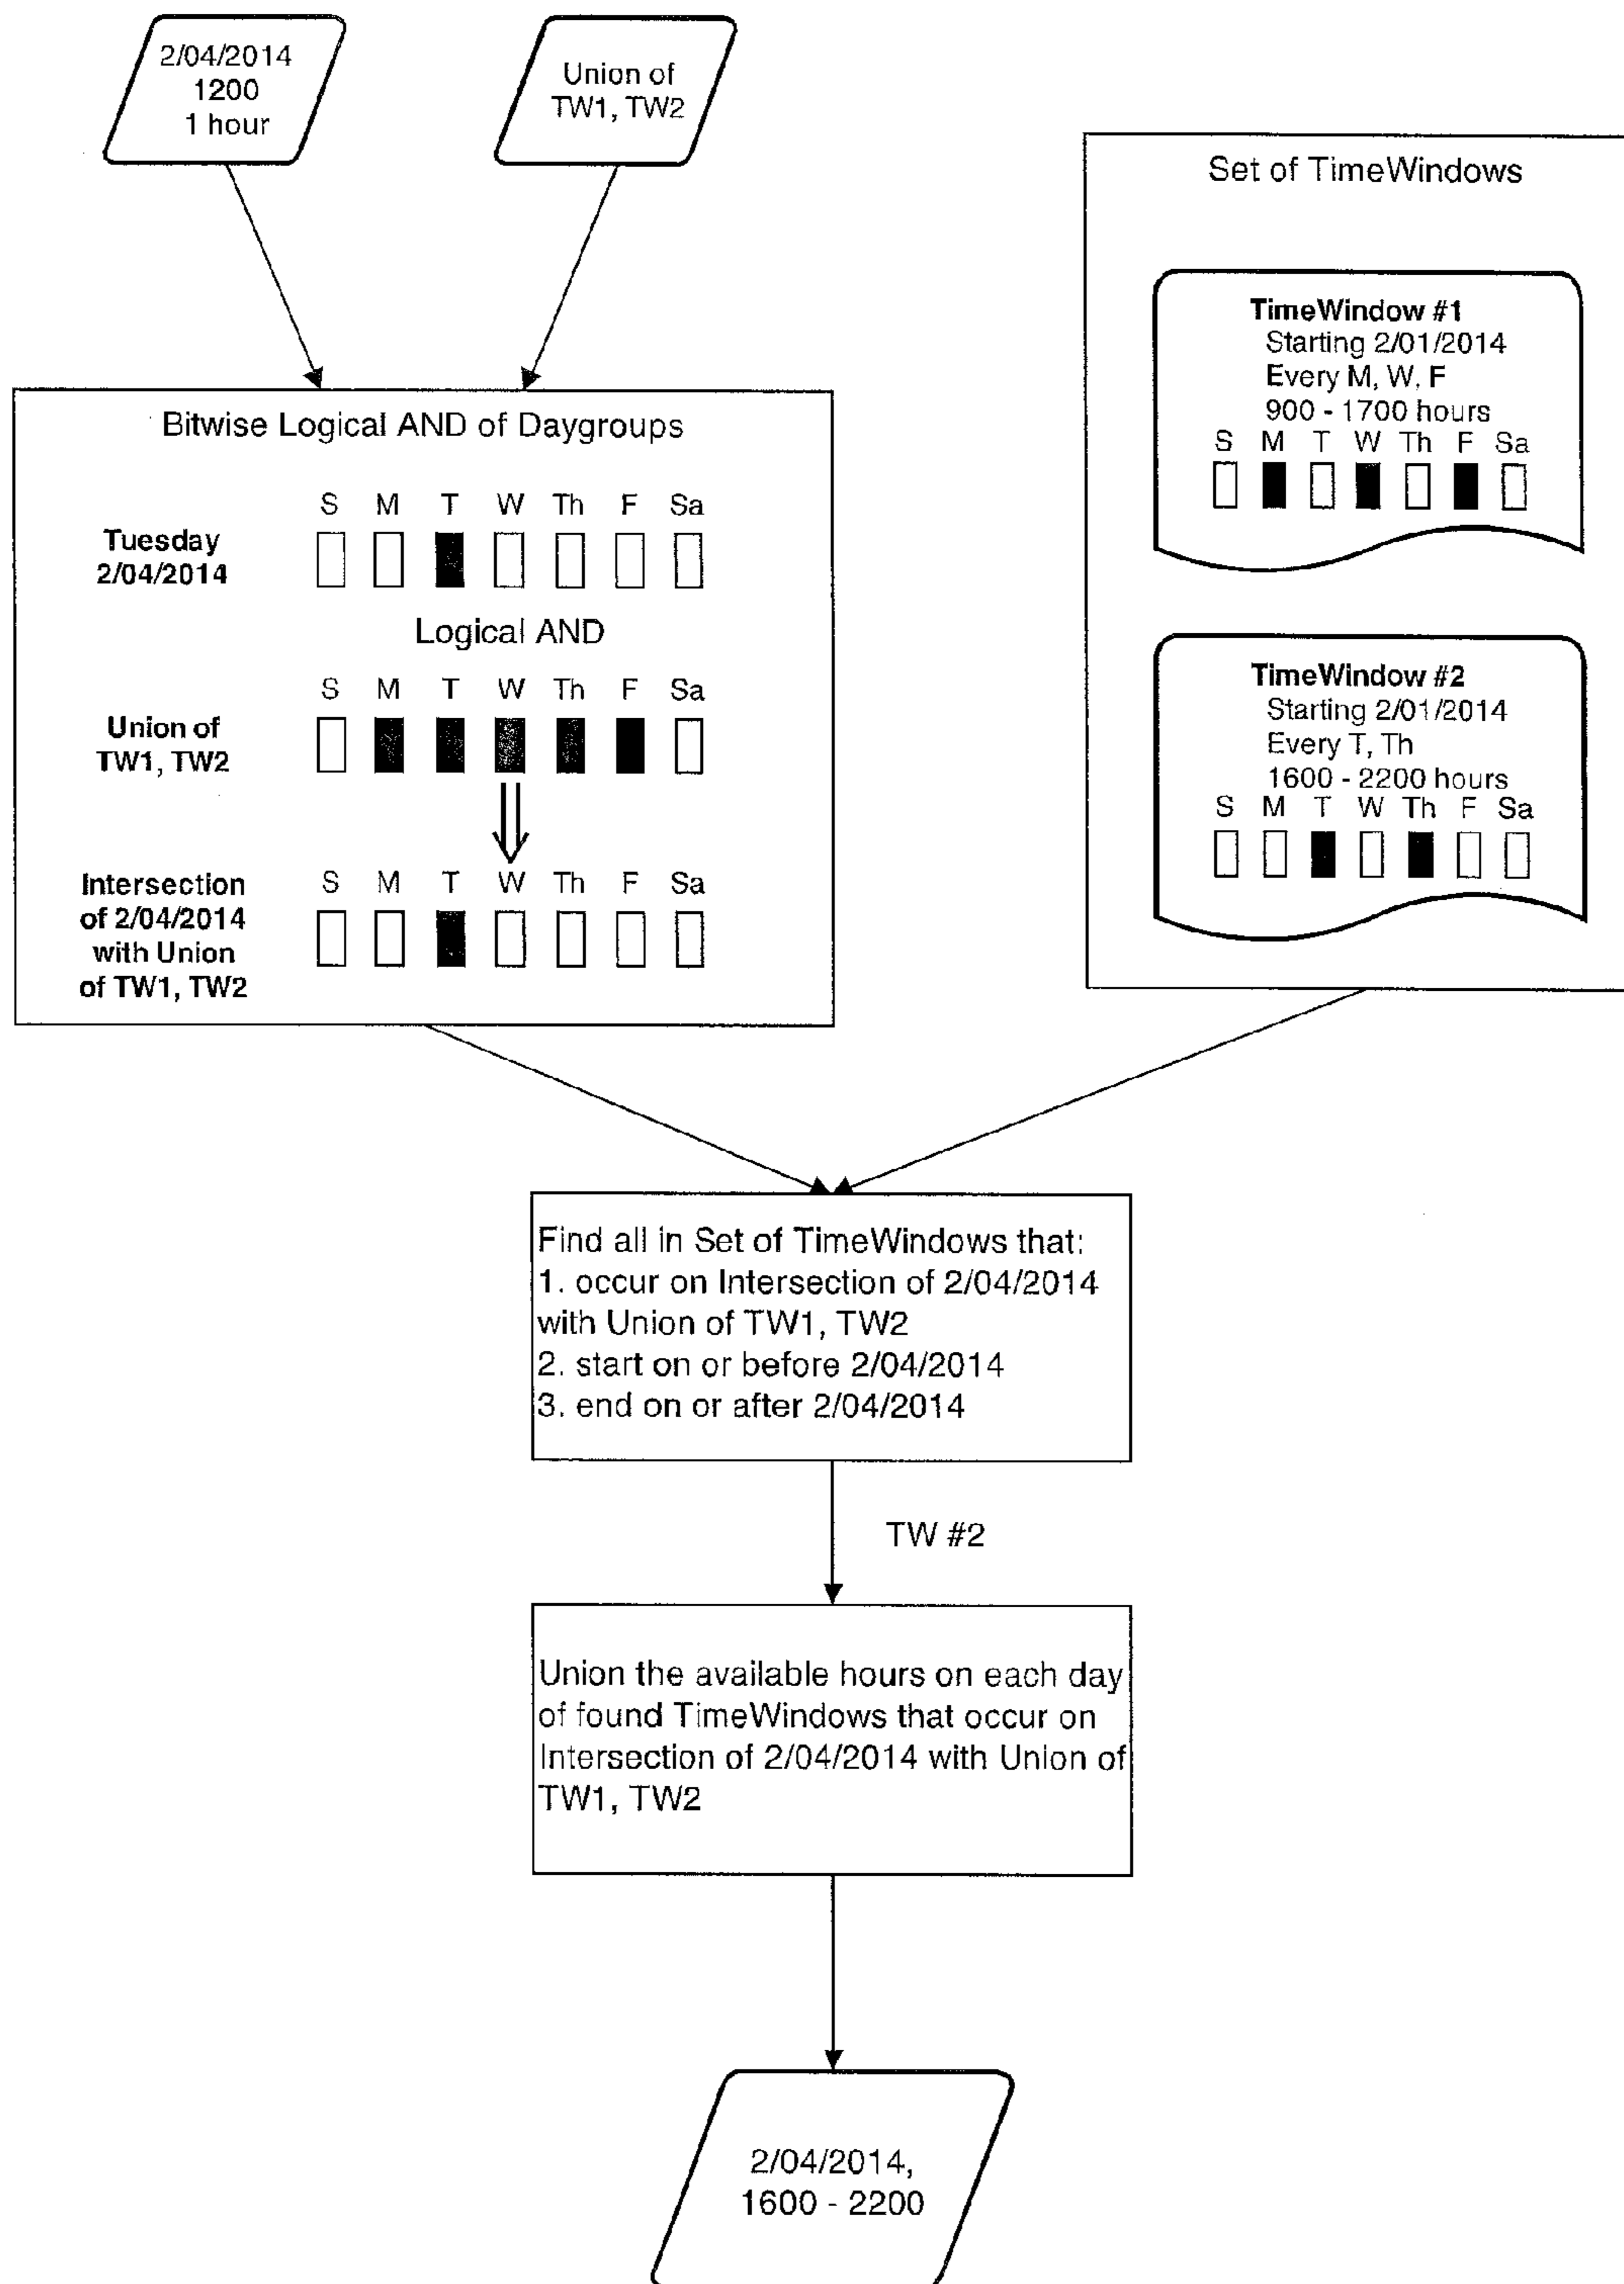 2/04/2014
1200
1 hour
Union of
TW1, TW2
Set of TimeWindows
TimeWindow #1
Starting 2/01/2014
Every M, W, F
900 - 1700 hours
S M T W Th F Sa
TimeWindow #2
Starting 2/01/2014
Every T, Th
1600 - 2200 hours
S M T W Th F Sa
Bitwise Logical AND of Daygroups
S M T W Th F Sa
Tuesday
2/04/2014
Logical AND
S M T W Th F Sa
Union of
TW1, TW2
S M T W Th F Sa
Intersection
of 2/04/2014
with Union
of TW1, TW2
Find all in Set of TimeWindows that:
1. occur on Intersection of 2/04/2014
with Union of TW1, TW2
2. start on or before 2/04/2014
3. end on or after 2/04/2014
TW #2
Union the available hours on each day
of found TimeWindows that occur on
Intersection of 2/04/2014 with Union of
TW1, TW2
2/04/2014,
1600 - 2200